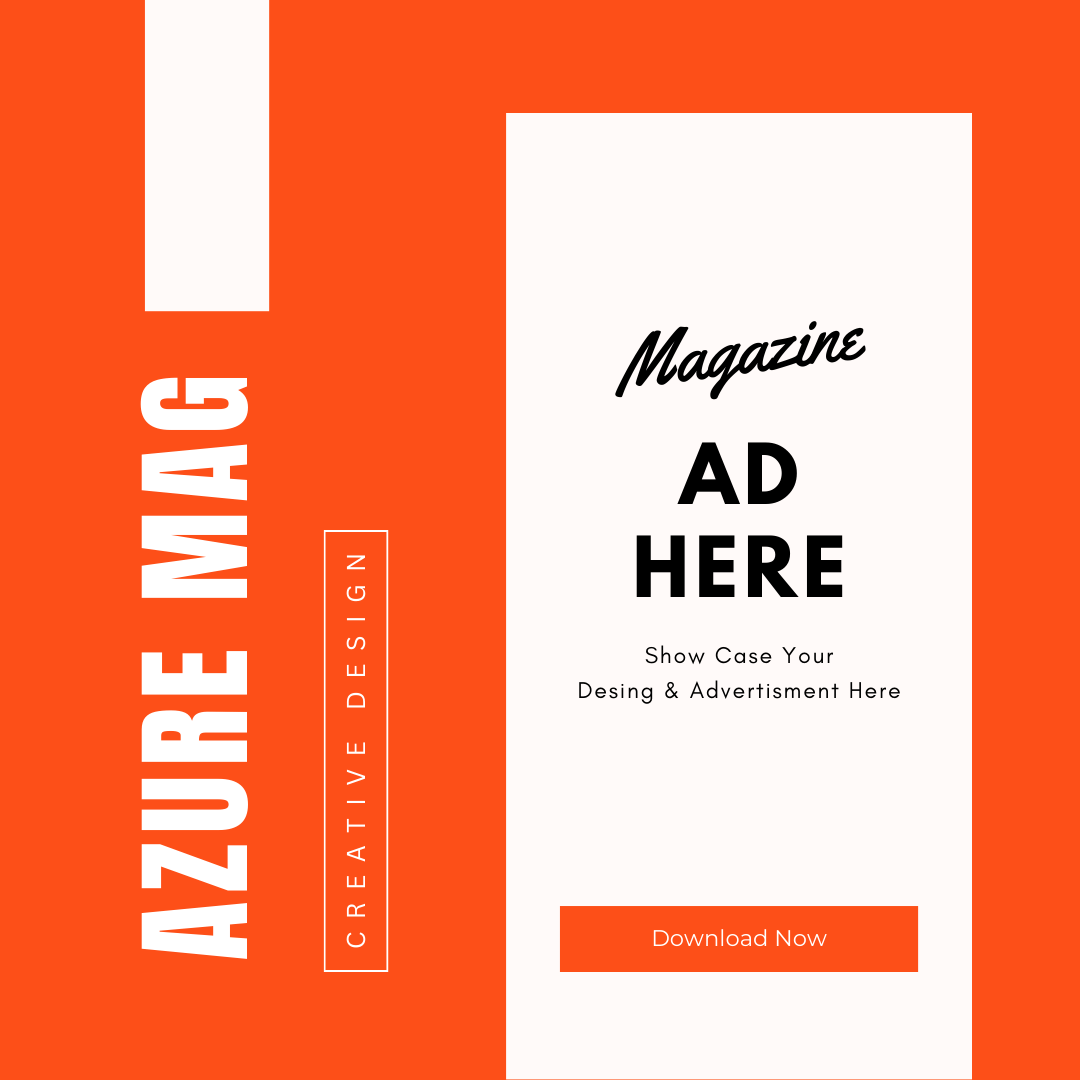 AZURE MAG
CREATIVE DESIGN
Magazine
AD
HERE
Show Case Your
Desing & Advertisment Here
Download Now